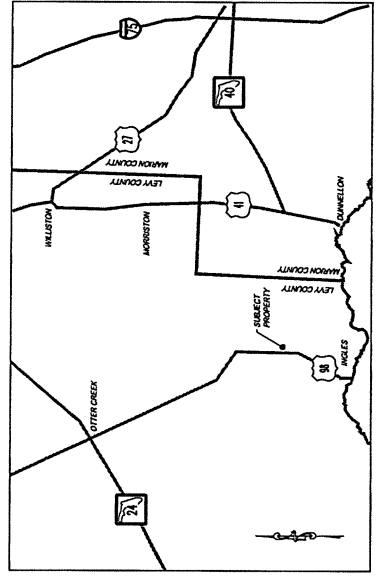 75
27
40
MARION COUNTY
LEVY COUNTY
WILLISTON
MORRISTON
41
DUNNELLON
MARION COUNTY
LEVY COUNTY
SUBJECT
PROPERTY
98
INGLES
OTTER CREEK
24